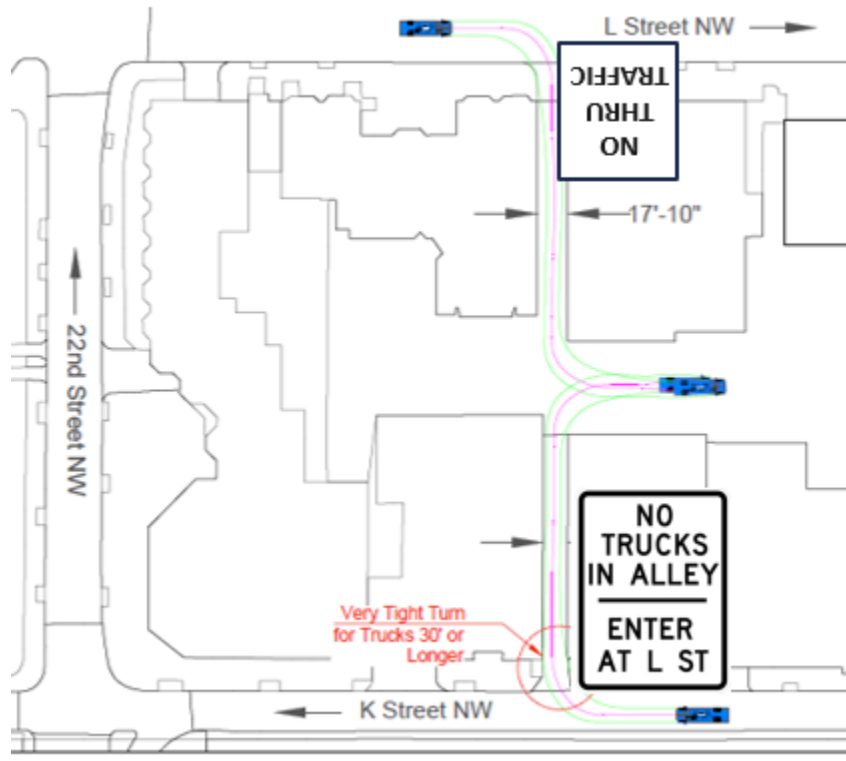 L Street NW
NO
THRU
TRAFFIC
17'-10"
22nd Street NW
NO
TRUCKS
IN ALLEY
ENTER
AT L ST
Very Tight Turn
for Trucks 30' or
Longer
K Street NW